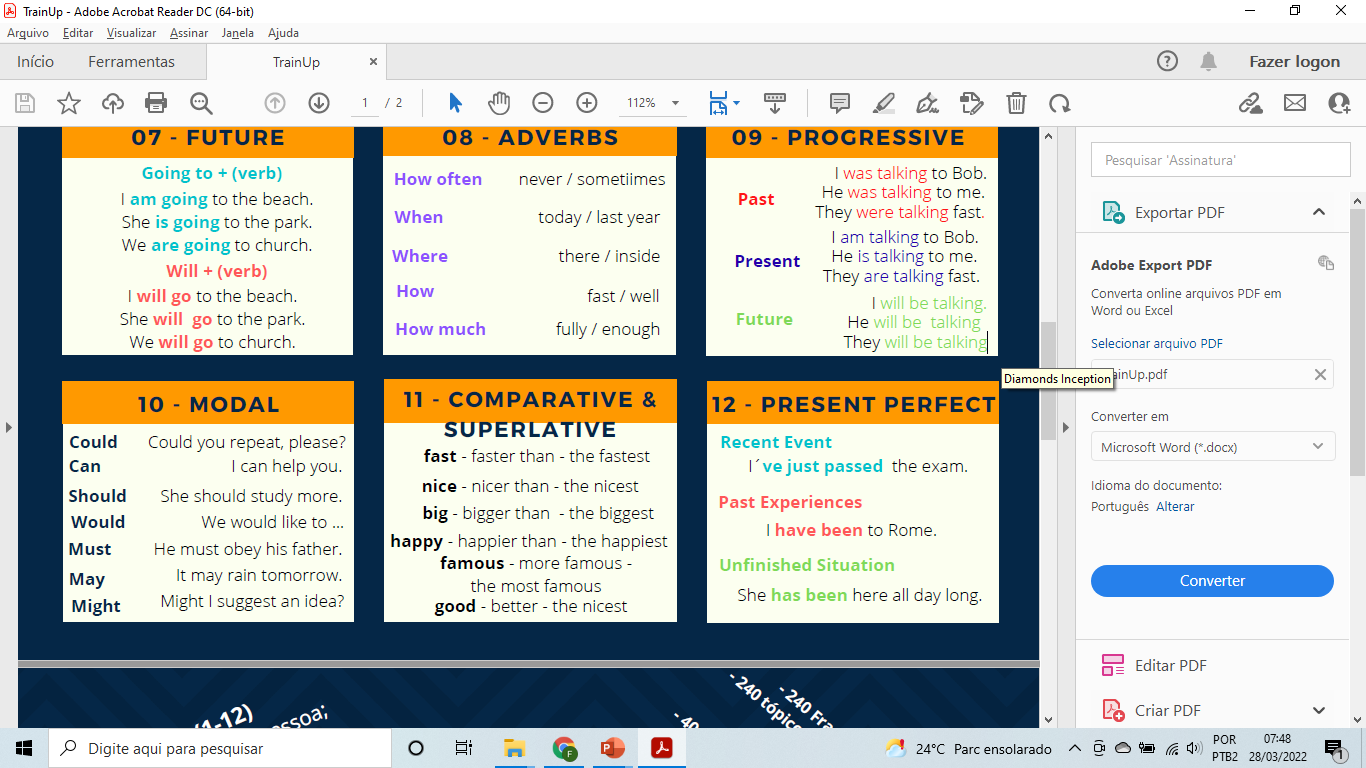 TrainUp - Adobe Acrobat Reader DC (64-bit)
Arquivo Editar Visualizar Assinar Janela Ajuda
Início Ferramentas TrainUp × Fazer logon
1 / 2 112%
07 - FUTURE
Going to + (verb)
I am going to the beach.
She is going to the park.
We are going to church.
Will + (verb)
I will go to the beach.
She will go to the park.
We will go to church.
08 - ADVERBS
How often never / sometiimes
When today / last year
Where there / inside
How fast / well
How much fully / enough
09 - PROGRESSIVE
Past
I was talking to Bob.
He was talking to me.
They were talking fast.
Present
I am talking to Bob.
He is talking to me.
They are talking fast.
Future
I will be talking.
He will be talking
They will be talking
Diamonds Inception
10 - MODAL
Could Could you repeat, please?
Can I can help you.
Should She should study more.
Would We would like to ...
Must He must obey his father.
May It may rain tomorrow.
Might Might I suggest an idea?
11 - COMPARATIVE &
SUPERLATIVE
fast - faster than - the fastest
nice - nicer than - the nicest
big - bigger than - the biggest
happy - happier than - the happiest
famous - more famous -
the most famous
good - better - the nicest
12 - PRESENT PERFECT
Recent Event
I´ve just passed the exam.
Past Experiences
I have been to Rome.
Unfinished Situation
She has been here all day long.
(1-12)
ssoa;
- 240 tópic
- 240 Fra
- 40
Pesquisar 'Assinatura'
Exportar PDF
Adobe Export PDF
Converta online arquivos PDF em
Word ou Excel
Selecionar arquivo PDF
rainUp.pdf
Converter em
Microsoft Word (*.docx)
Idioma do documento:
Português Alterar
Converter
Editar PDF
Criar PDF
Digite aqui para pesquisar
24°C Parc ensolarado
POR
PTB2
07:48
28/03/2022
1